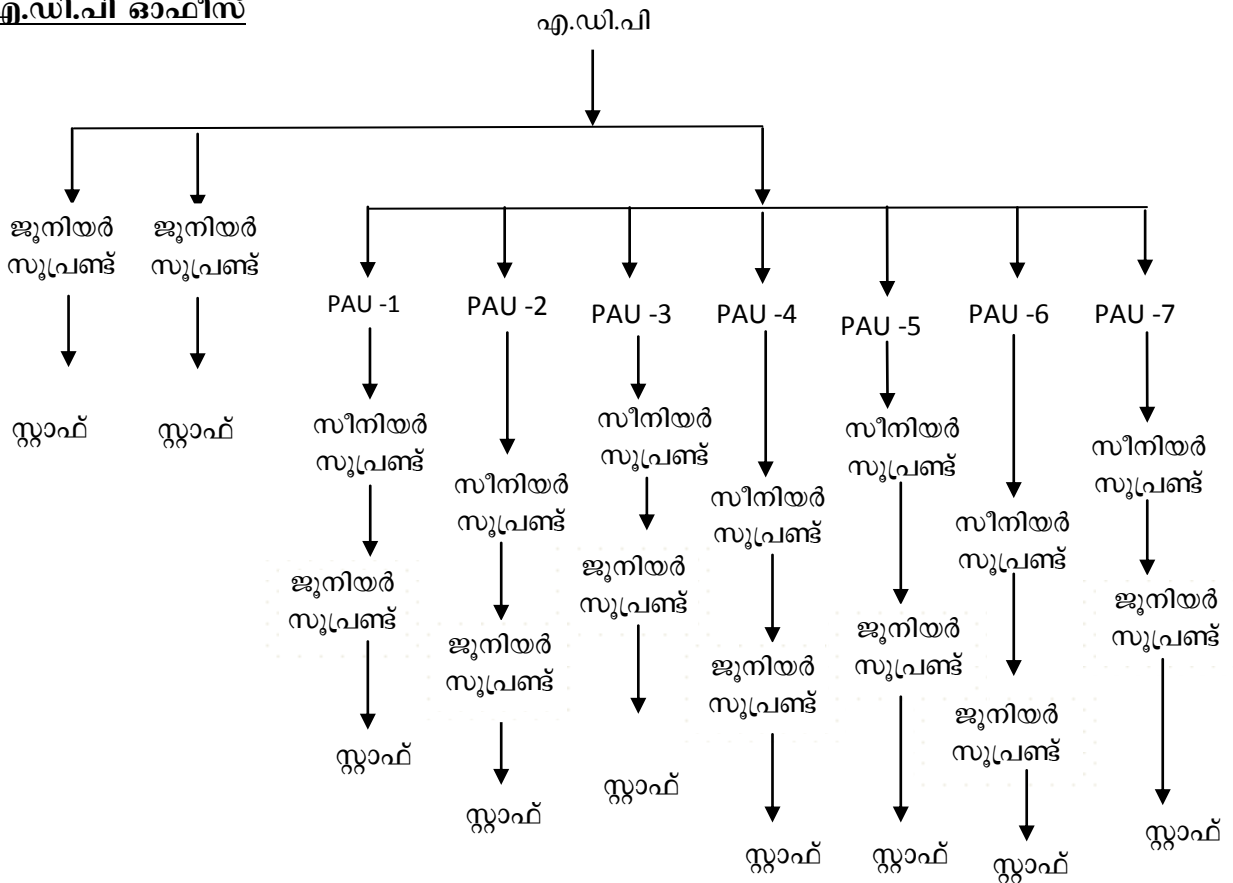 എ.ഡി.പി ഓഫീസ്
എ.ഡി.പി
ജൂനിയർ
സൂപ്രണ്ട്
ജൂനിയർ
സൂപ്രണ്ട്
സ്റ്റാഫ്
സ്റ്റാഫ്
PAU -1
സീനിയർ
സൂപ്രണ്ട്
ജൂനിയർ
സൂപ്രണ്ട്
സ്റ്റാഫ്
PAU -2
സീനിയർ
സൂപ്രണ്ട്
ജൂനിയർ
സൂപ്രണ്ട്
സ്റ്റാഫ്
PAU -3
സീനിയർ
സൂപ്രണ്ട്
ജൂനിയർ
സൂപ്രണ്ട്
സ്റ്റാഫ്
PAU -4
സീനിയർ
സൂപ്രണ്ട്
ജൂനിയർ
സൂപ്രണ്ട്
സ്റ്റാഫ്
PAU -5
സീനിയർ
സൂപ്രണ്ട്
ജൂനിയർ
സൂപ്രണ്ട്
സ്റ്റാഫ്
PAU -6
സീനിയർ
സൂപ്രണ്ട്
ജൂനിയർ
സൂപ്രണ്ട്
സ്റ്റാഫ്
PAU -7
സീനിയർ
സൂപ്രണ്ട്
ജൂനിയർ
സൂപ്രണ്ട്
സ്റ്റാഫ്